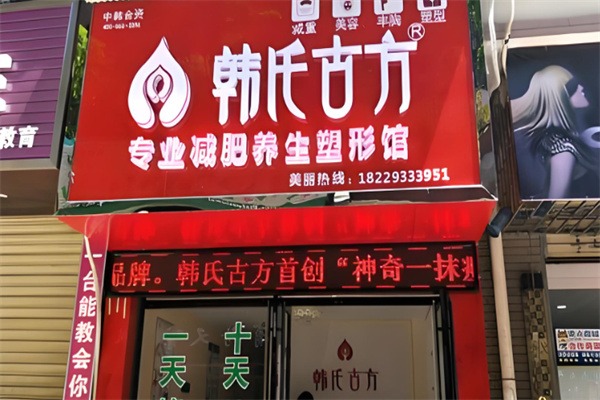 中韩合资
减重 美容 丰胸 塑型
韩氏古方®
专业减肥养生塑形馆
美丽热线:18229333951
教育
品牌。韩氏古方首创“神奇一抹
一台能教会你
一天
十天
韩氏古方